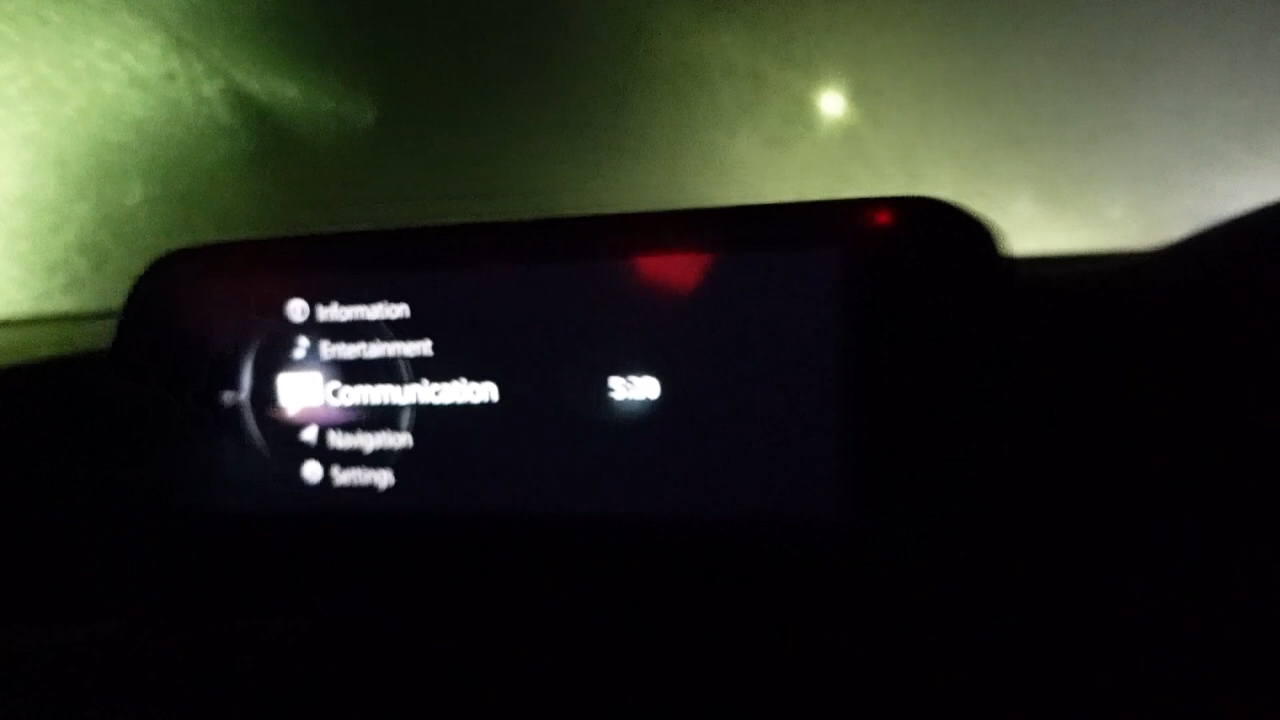 Information
Entertainment
Communication
Navigation
Settings